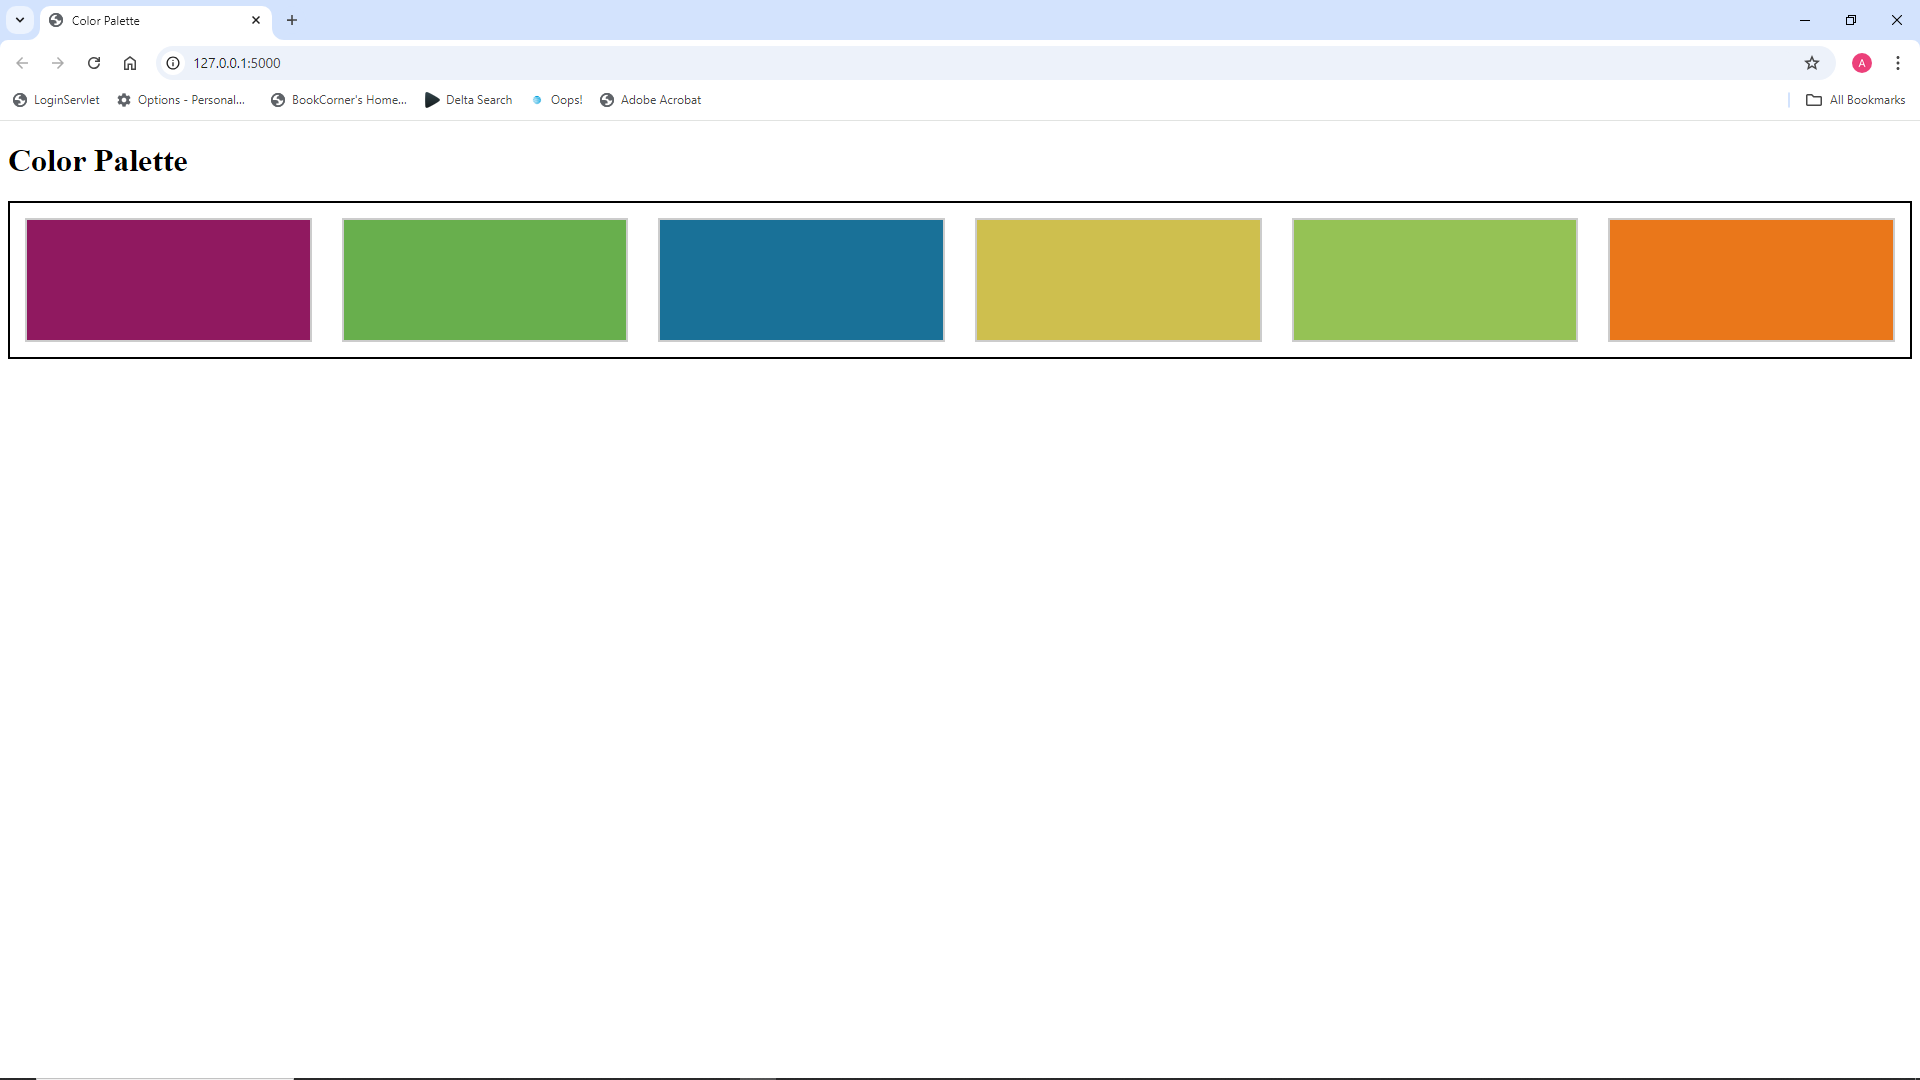 Color Palette
127.0.0.1:5000
A
LoginServlet
Options - Personal...
BookCorner's Home...
Delta Search
Oops!
Adobe Acrobat
All Bookmarks
Color Palette